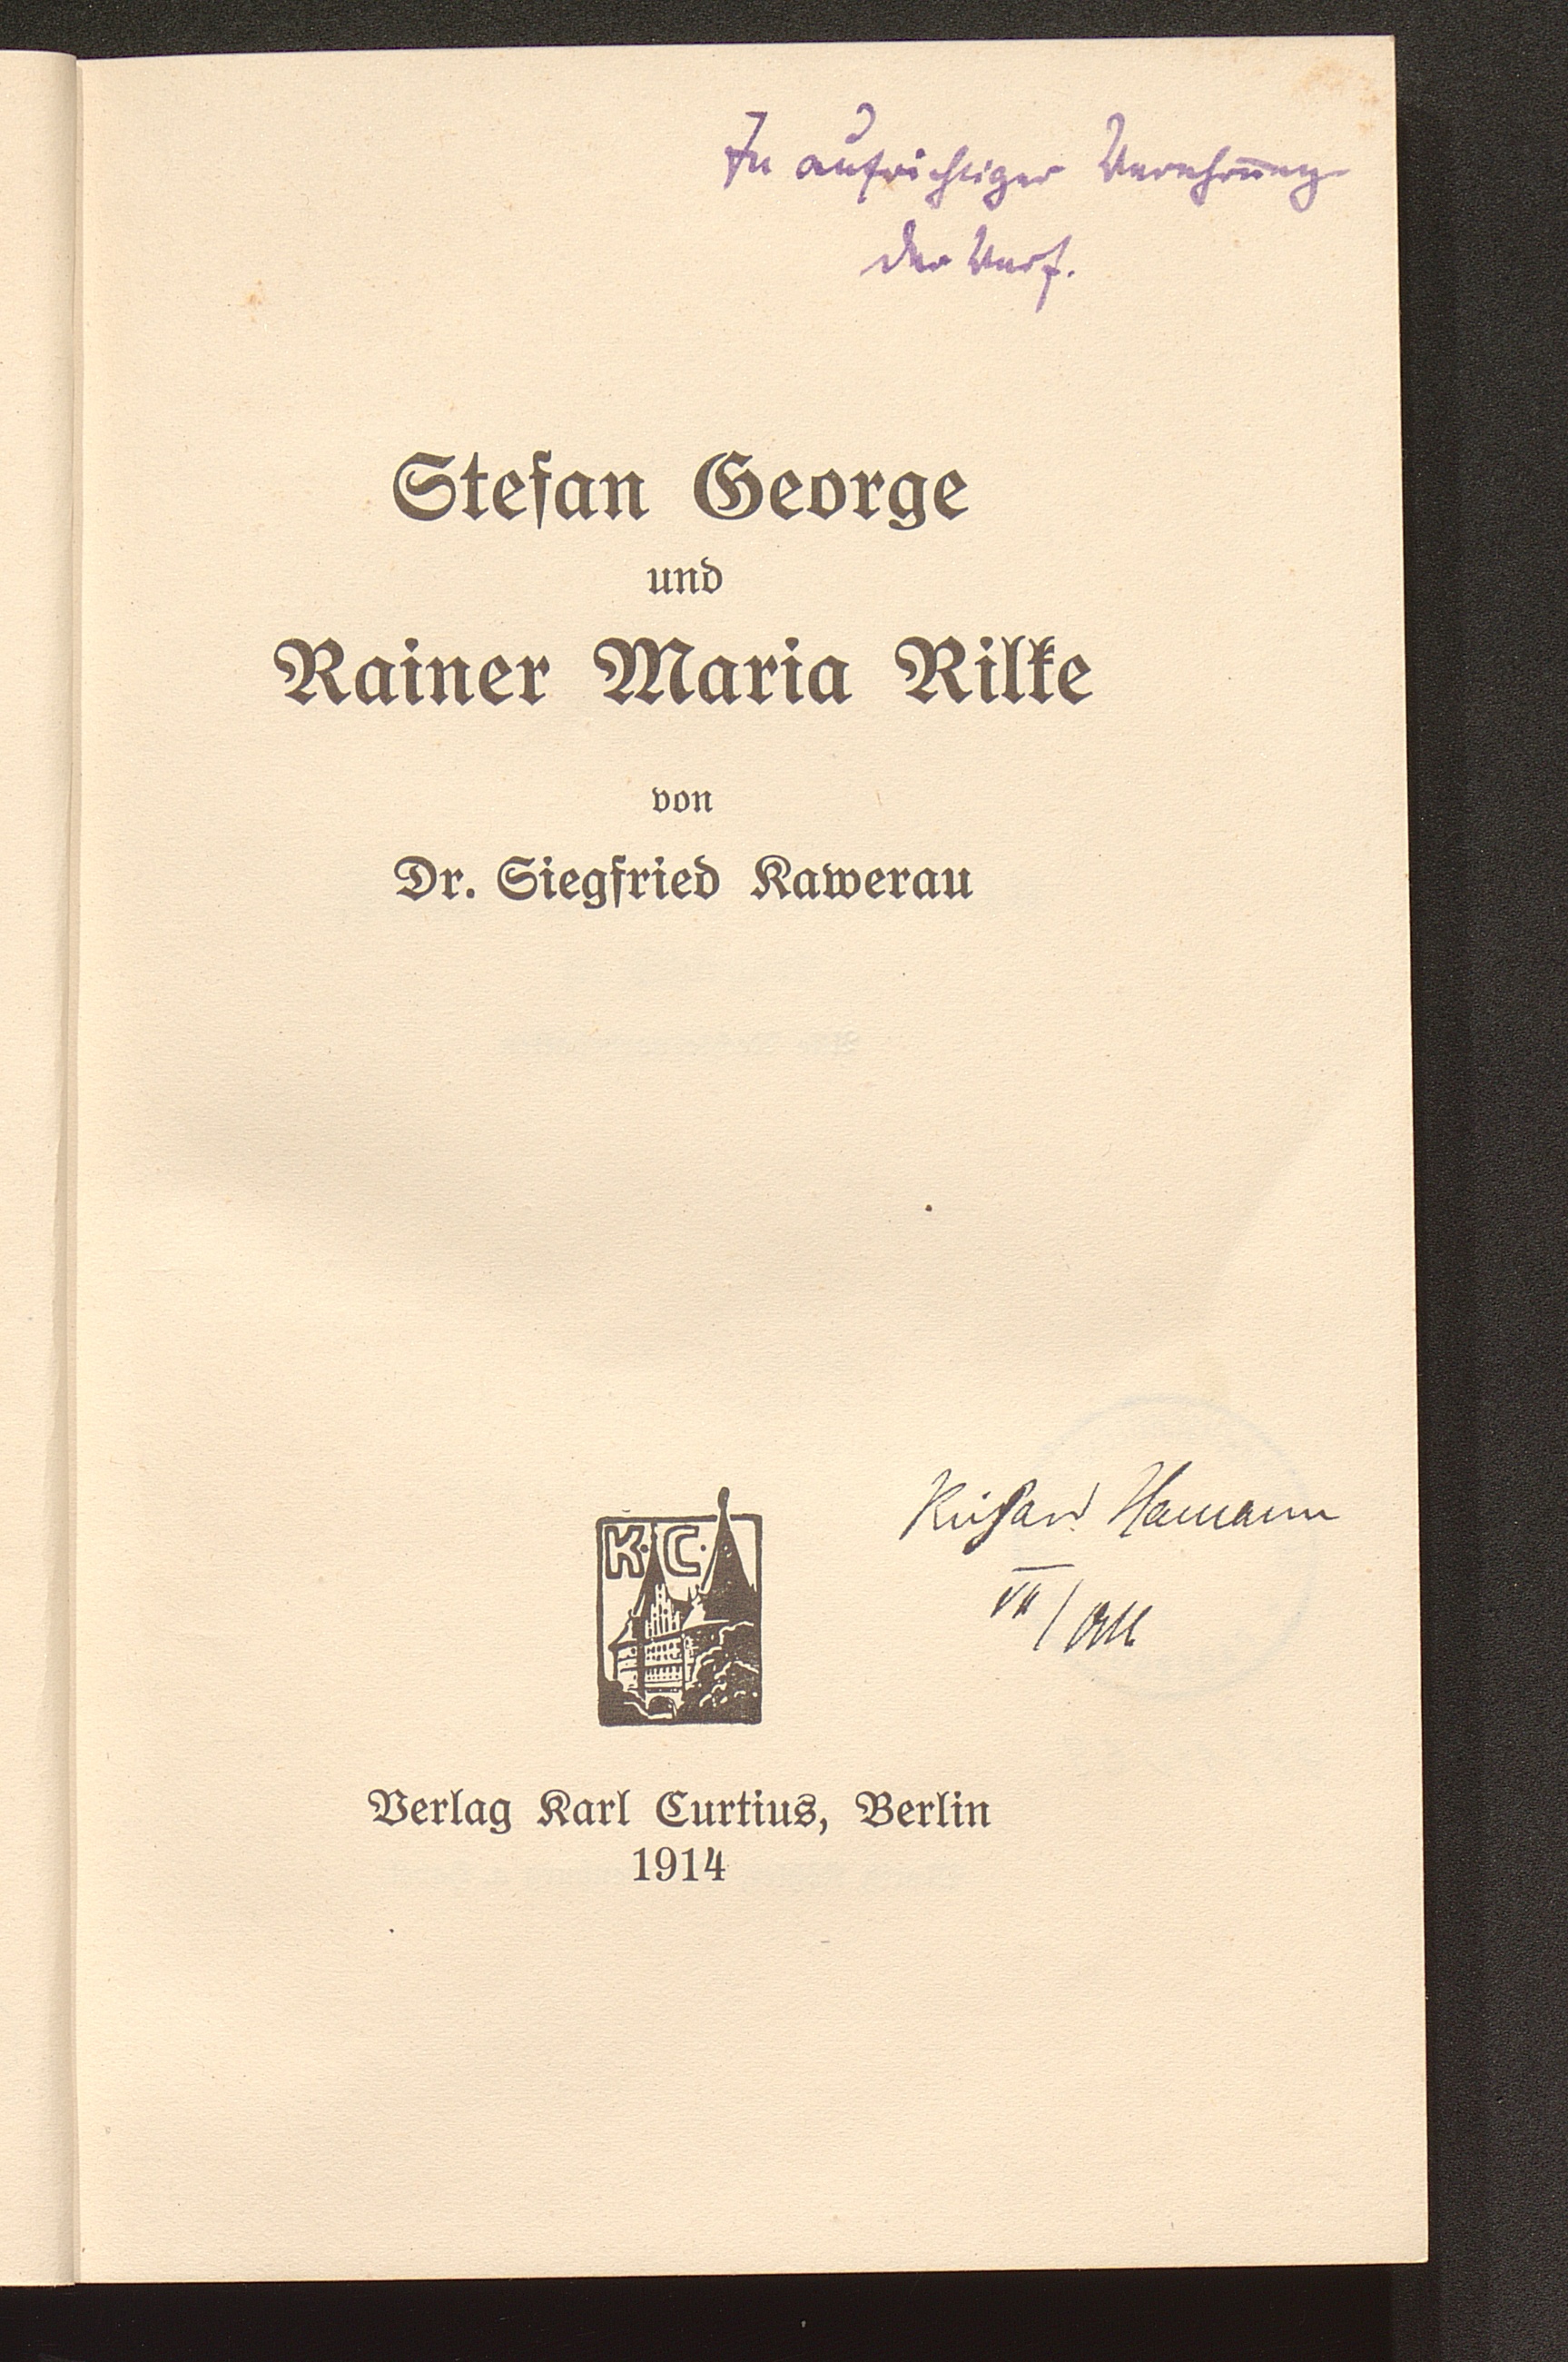 In aufrichtiger Verehrung
der Verf.
Stefan George
und
Rainer Maria Rilke
von
Dr. Siegfried Kawerau
K. C.
Richard Hamann
VII/
Verlag Karl Curtius, Berlin
1914